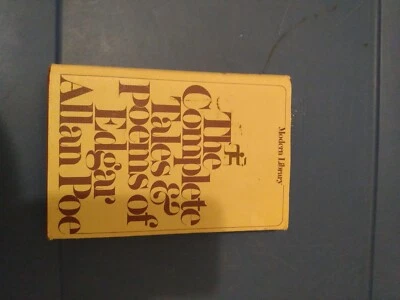 Modern Library
The
Complete
Tales &
Poems of
Edgar
Allan Poe